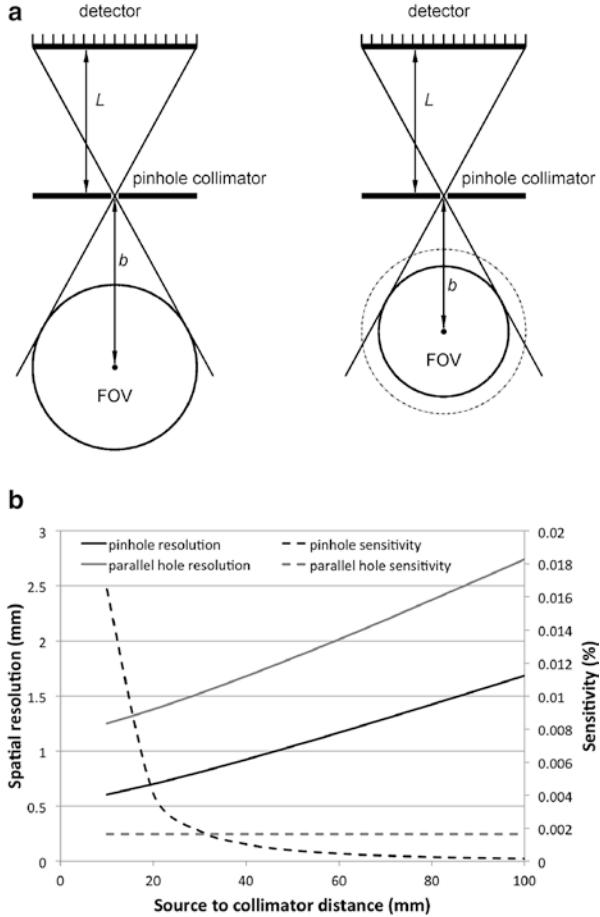 a
detector
detector
L
L
pinhole collimator
pinhole collimator
b
b
FOV
FOV
b
3
2.5
2
1.5
1
0.5
0
0.02
0.018
0.016
0.014
0.012
0.01
0.008
0.006
0.004
0.002
0
pinhole resolution
pinhole sensitivity
parallel hole resolution
parallel hole sensitivity
Spatial resolution (mm)
Sensitivity (%)
0
20
40
60
80
100
Source to collimator distance (mm)